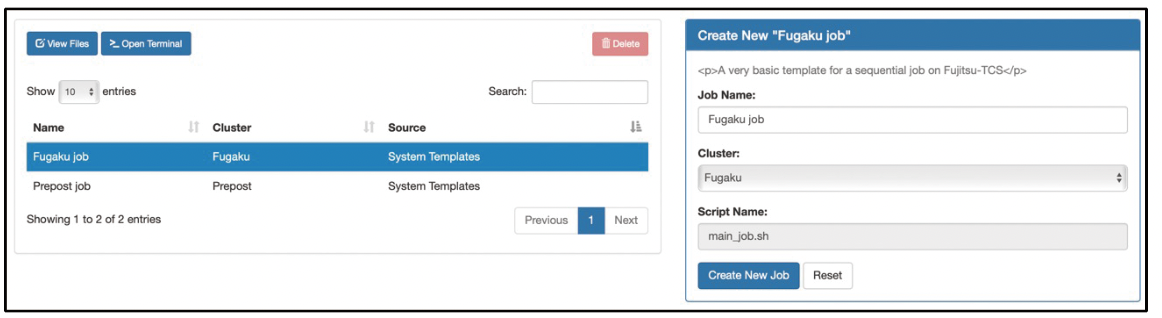 View Files
Open Terminal
Delete
Show 10 entries
Search:
Name Cluster Source
Fugaku job Fugaku System Templates
Prepost job Prepost System Templates
Showing 1 to 2 of 2 entries
Previous 1 Next
Create New "Fugaku job"
<p>A very basic template for a sequential job on Fujitsu-TCS</p>
Job Name:
Fugaku job
Cluster:
Fugaku
Script Name:
main_job.sh
Create New Job Reset